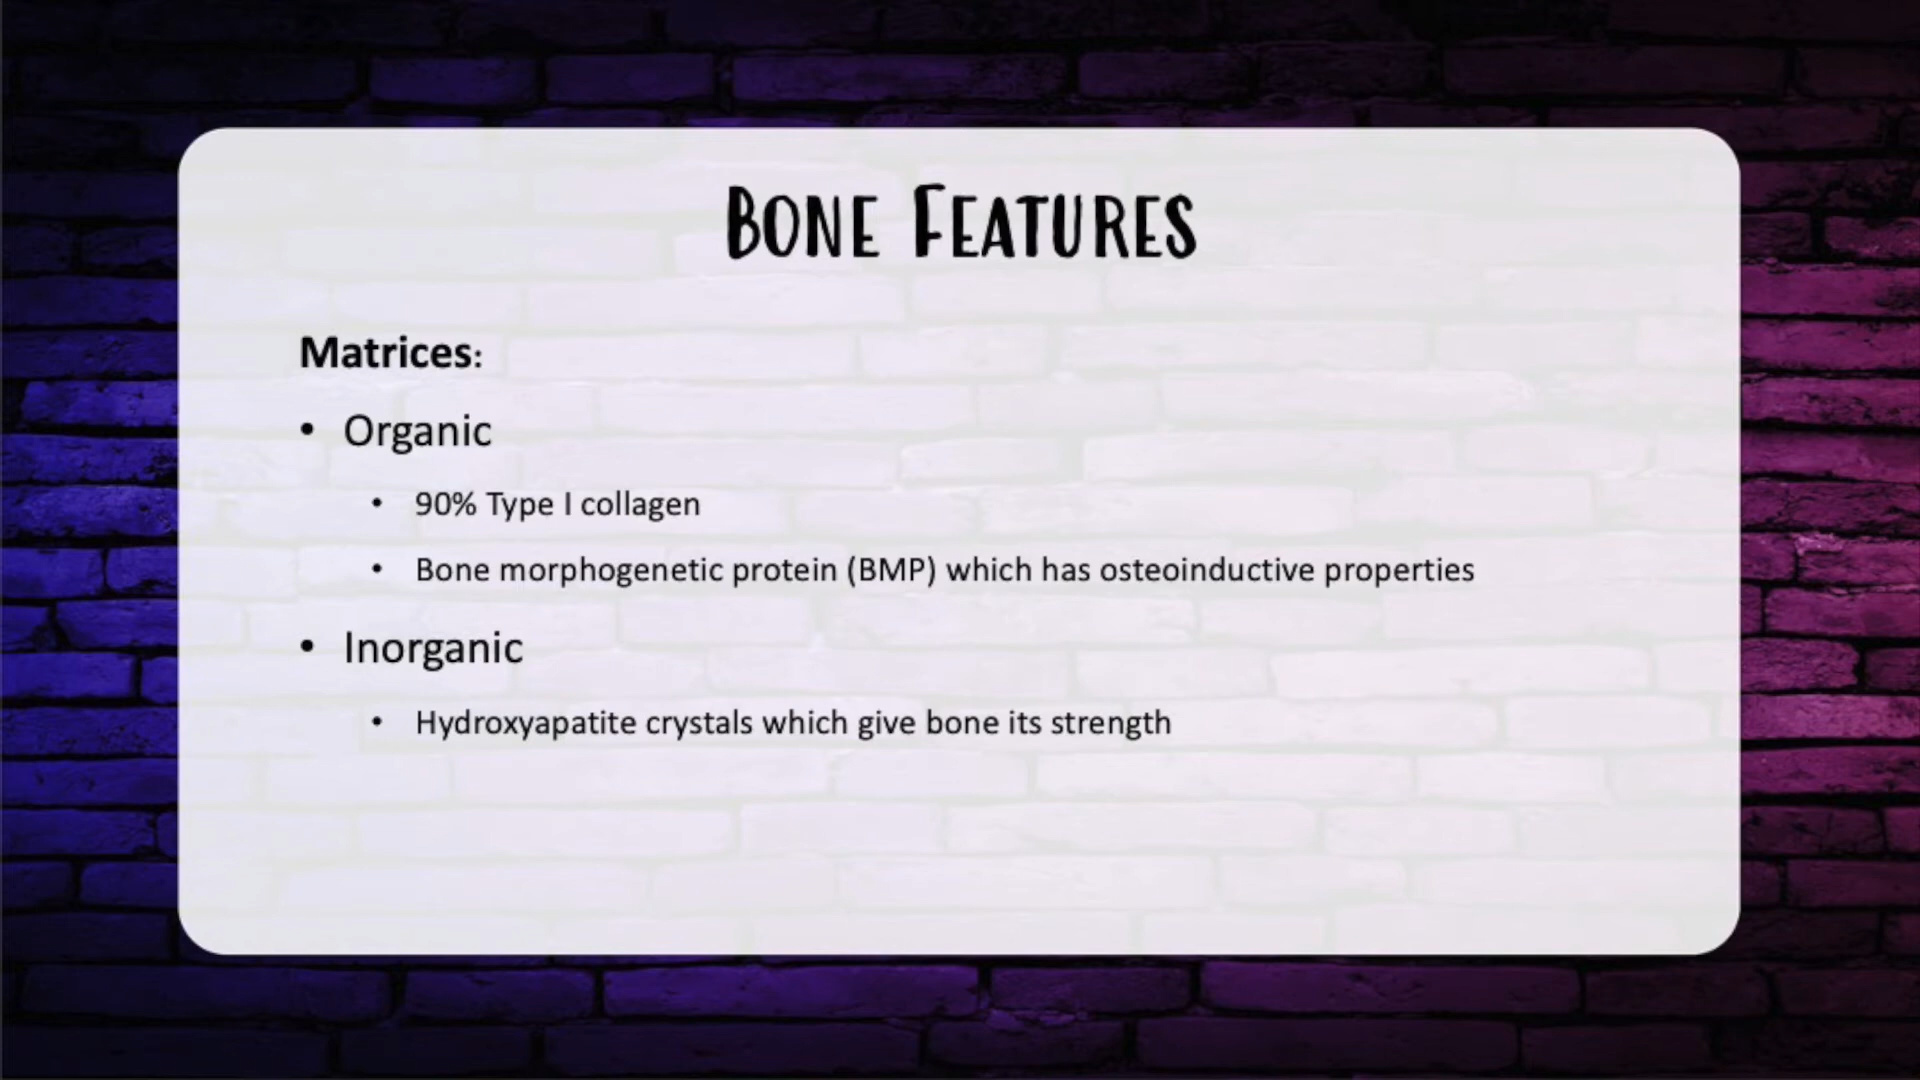 BONE FEATURES
Matrices:
• Organic
• 90% Type I collagen
• Bone morphogenetic protein (BMP) which has osteoinductive properties
• Inorganic
• Hydroxyapatite crystals which give bone its strength